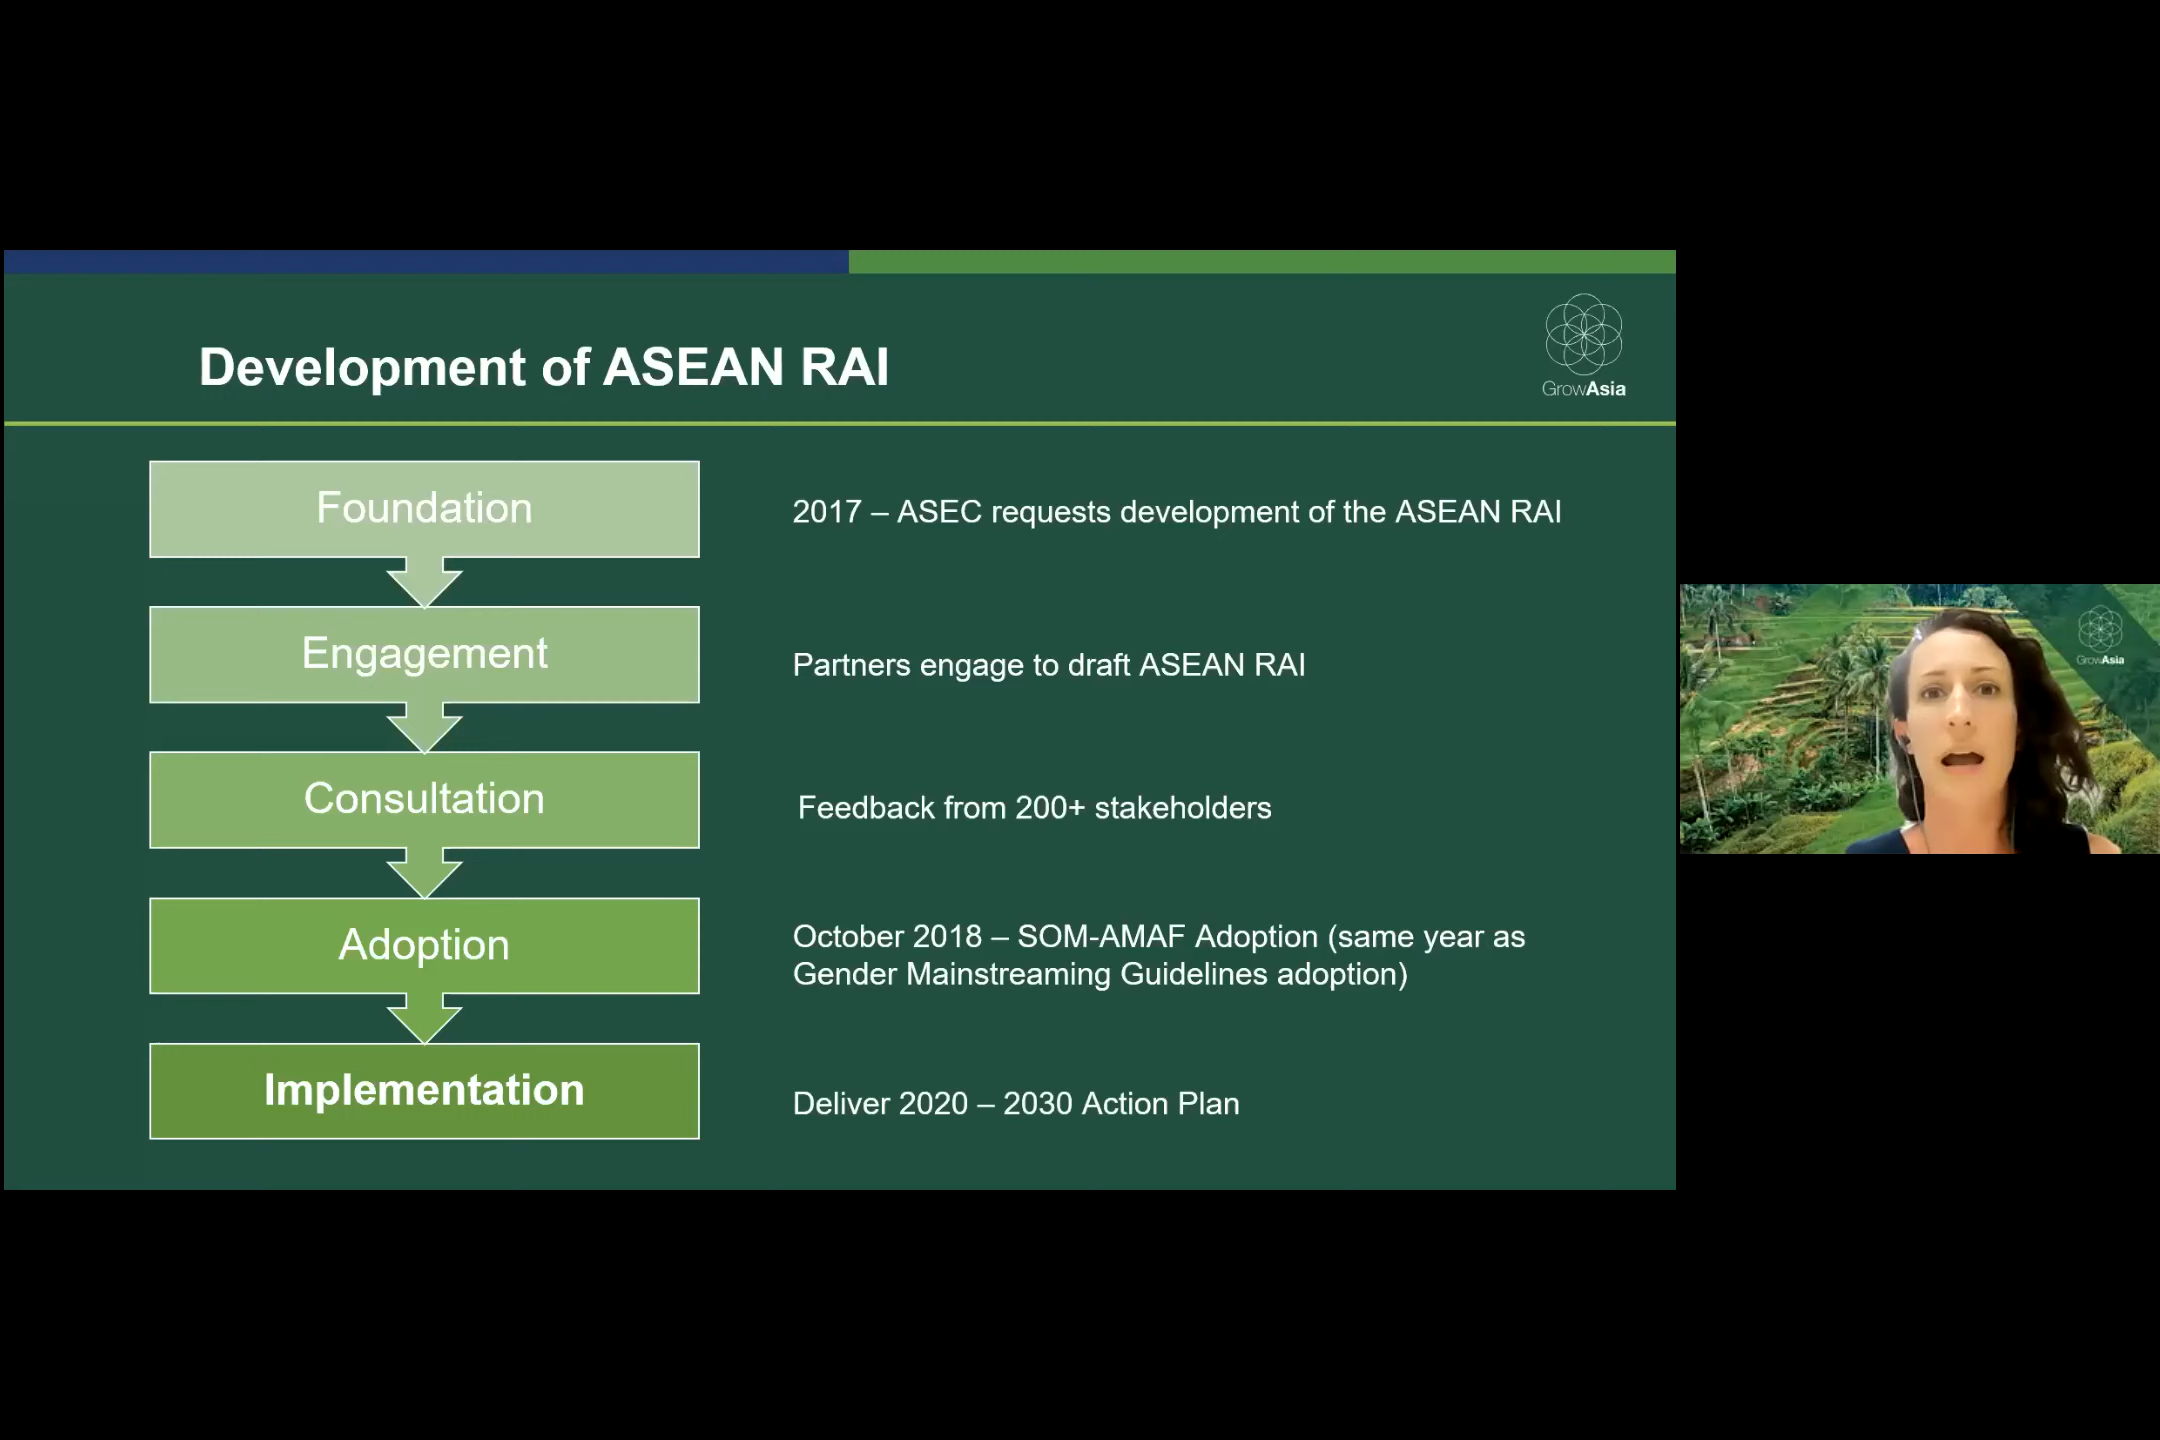 Development of ASEAN RAI
GrowAsia
Foundation
2017 – ASEC requests development of the ASEAN RAI
Engagement
Partners engage to draft ASEAN RAI
Consultation
Feedback from 200+ stakeholders
Adoption
October 2018 – SOM-AMAF Adoption (same year as
Gender Mainstreaming Guidelines adoption)
Implementation
Deliver 2020 – 2030 Action Plan
GrowAsia